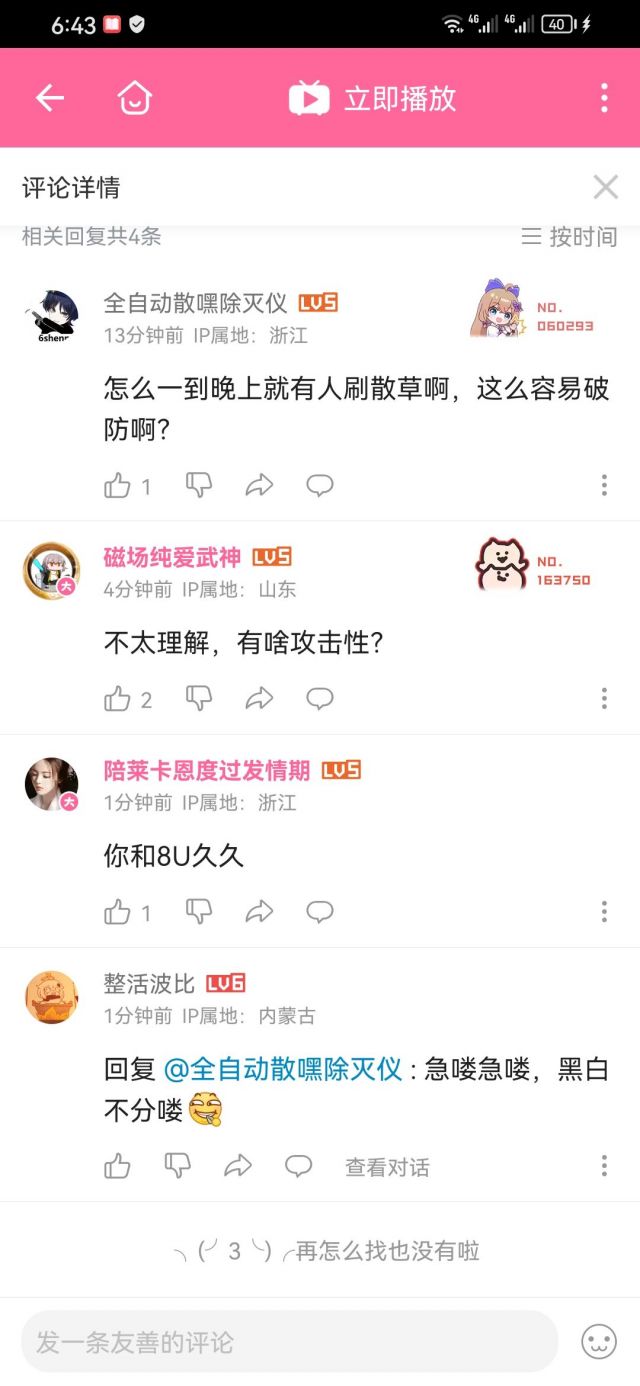 6:43
4G
4G
40
立即播放
评论详情
相关回复共4条
按时间
全自动散嘿除灭仪 LV5
NO.
060293
13分钟前 IP属地：浙江
6shenr
怎么一到晚上就有人刷散草啊，这么容易破
防啊？
1
磁场纯爱武神 LV5
NO.
163750
大
4分钟前 IP属地：山东
不太理解，有啥攻击性？
2
陪莱卡恩度过发情期 LV5
大
1分钟前 IP属地：浙江
你和8U久久
1
整活波比 LV6
1分钟前 IP属地：内蒙古
回复 @全自动散嘿除灭仪 : 急喽急喽，黑白
不分喽
查看对话
╮(╯3╰)╭再怎么找也没有啦
发一条友善的评论